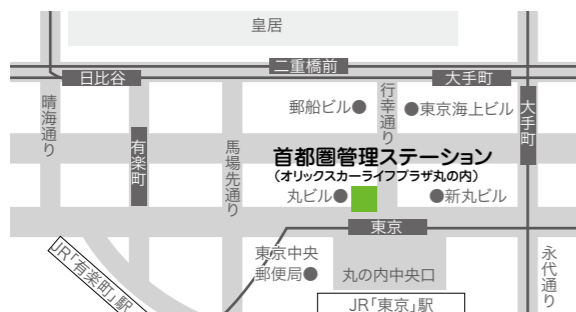 皇居
二重橋前
日比谷
大手町
晴海通り
郵船ビル
行幸通り
東京海上ビル
大手町
有楽町
馬場先通り
首都圏管理ステーション
(オリックスカーライフプラザ丸の内)
丸ビル
新丸ビル
東京
JR「有楽町」駅
東京中央
郵便局
丸の内中央口
永代通り
JR「東京」駅